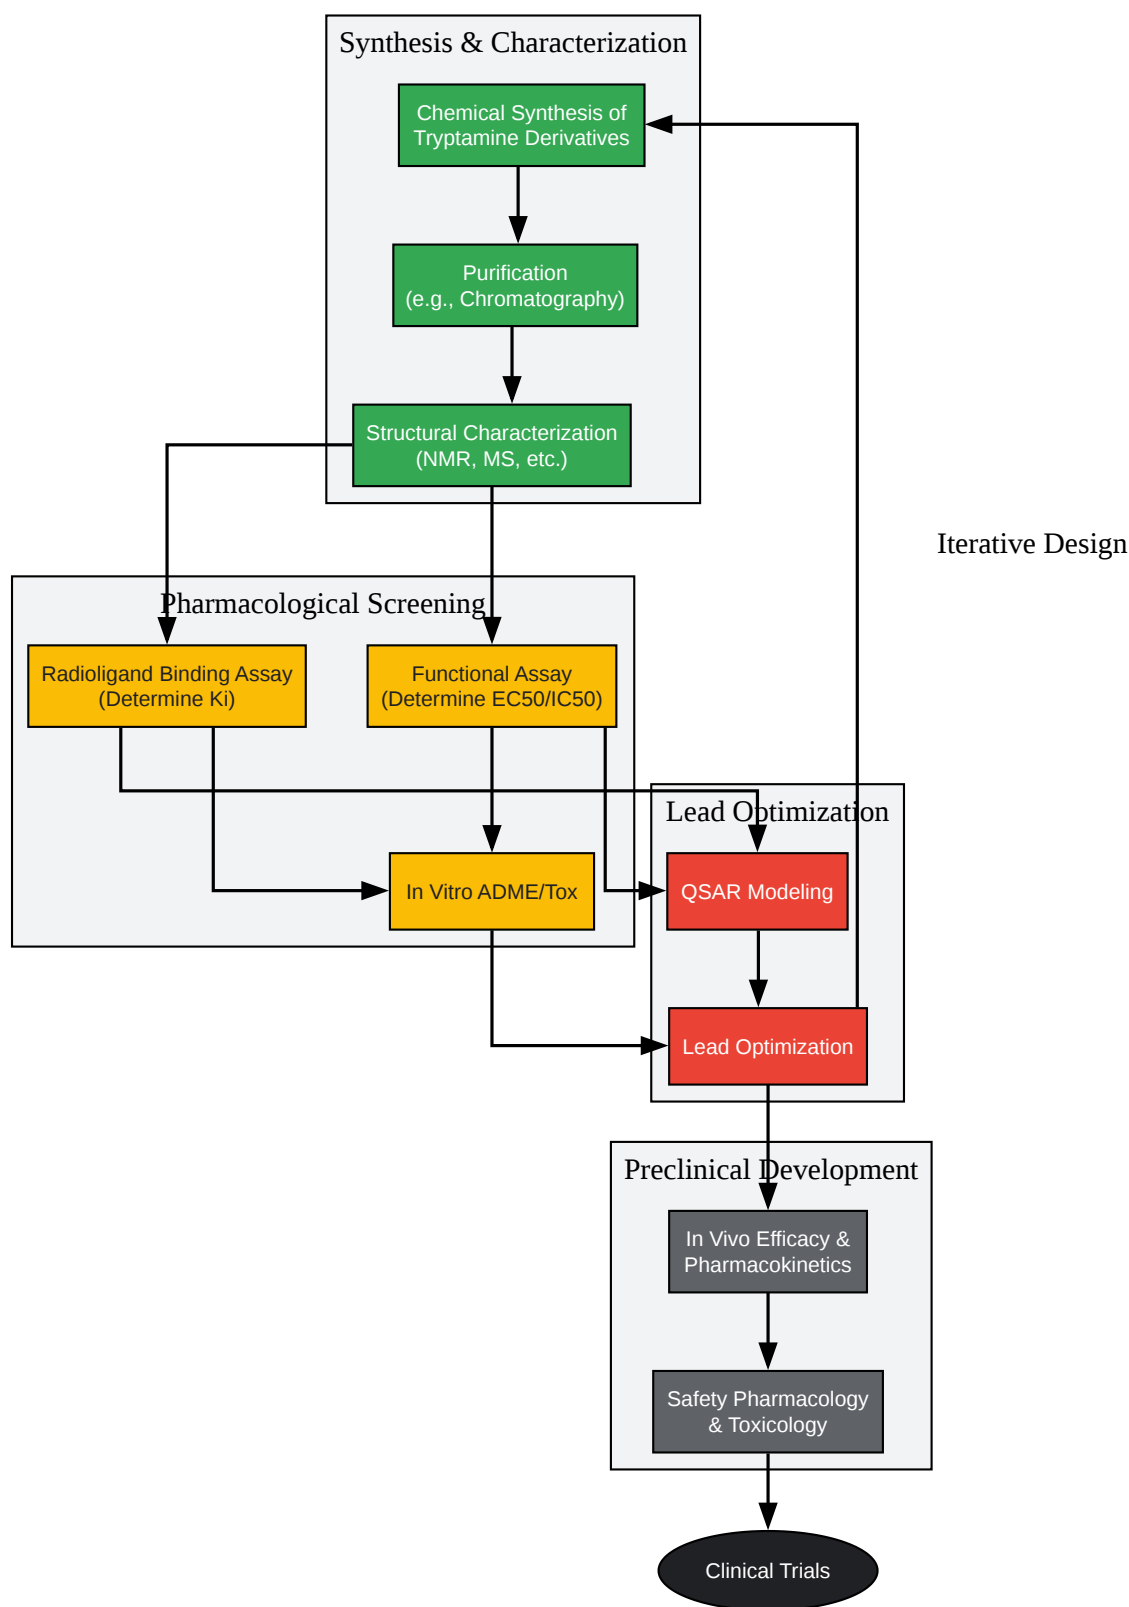 Synthesis & Characterization
Chemical Synthesis of
Tryptamine Derivatives
Purification
(e.g., Chromatography)
Structural Characterization
(NMR, MS, etc.)
Iterative Design
Pharmacological Screening
Radioligand Binding Assay
(Determine Ki)
Functional Assay
(Determine EC50/IC50)
In Vitro ADME/Tox
Lead Optimization
QSAR Modeling
Lead Optimization
Preclinical Development
In Vivo Efficacy &
Pharmacokinetics
Safety Pharmacology
& Toxicology
Clinical Trials